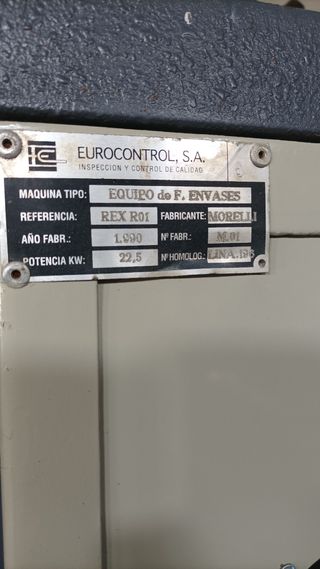 EUROCONTROL, S.A.
INSPECCION Y CONTROL DE CALIDAD
MAQUINA TIPO: EQUIPO de F. ENVASES
REFERENCIA: REX R01 FABRICANTE: MORELLI
AÑO FABR.: 1.990 Nº FABR.: M.01
POTENCIA KW: 22,5 Nº HOMOLOG.: